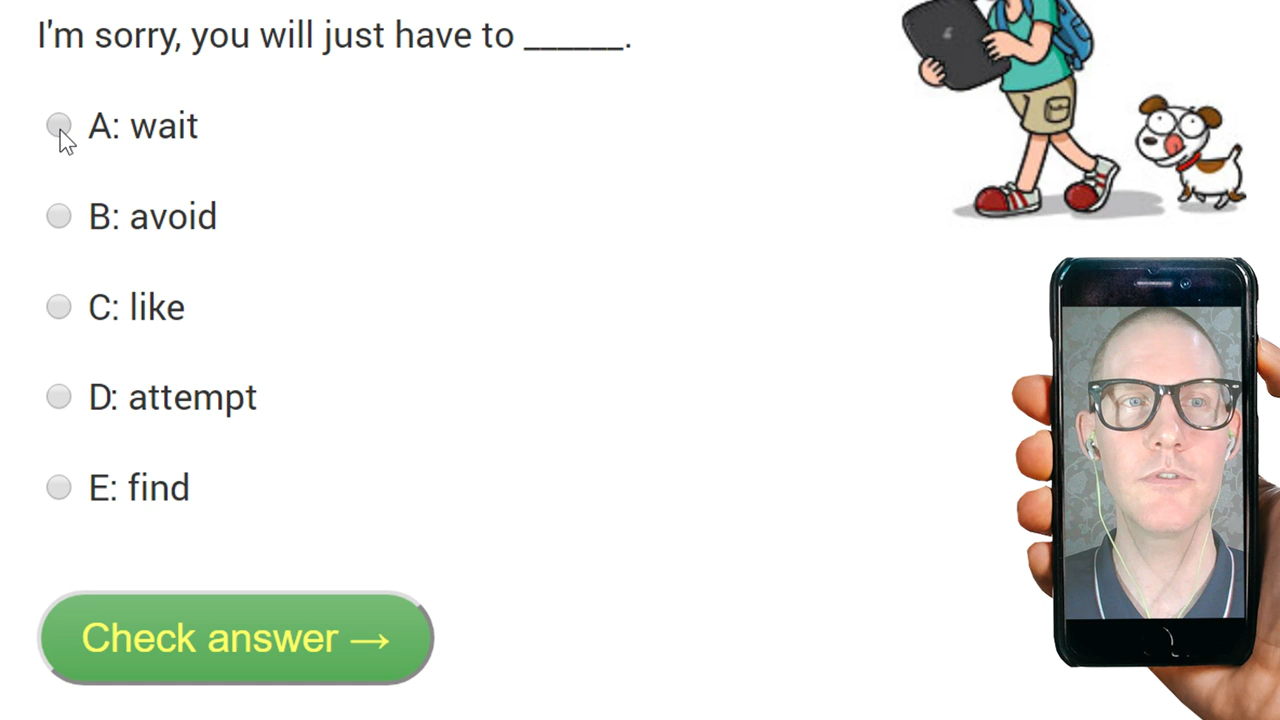 I'm sorry, you will just have to ______.
A: wait
B: avoid
C: like
D: attempt
E: find
Check answer →